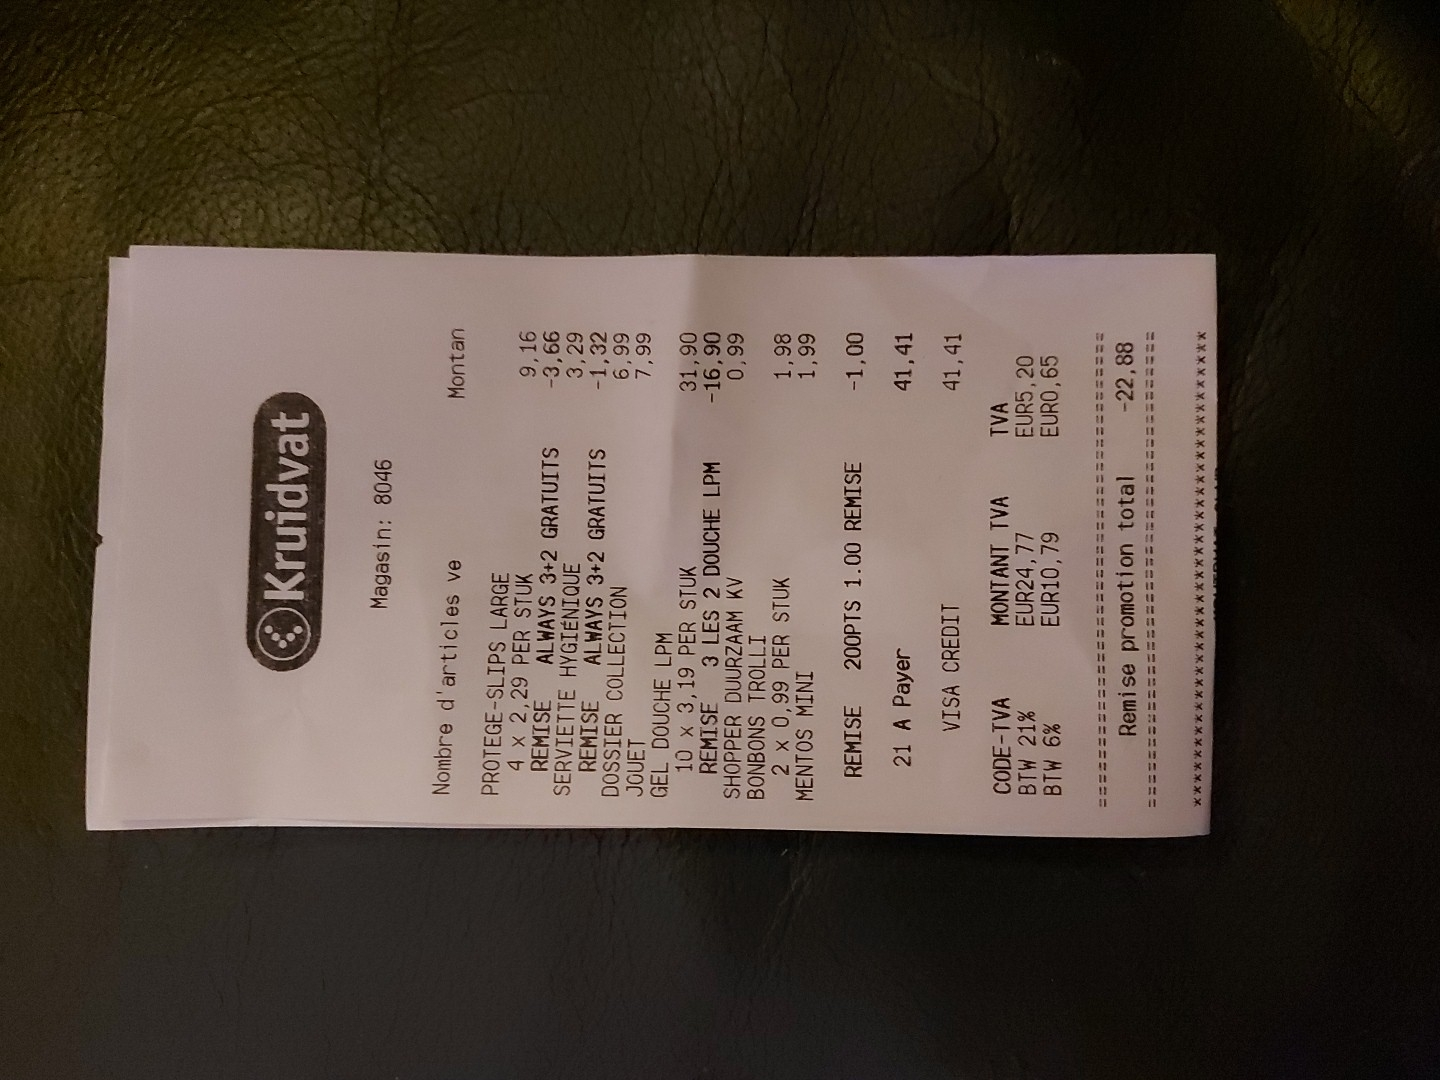 Kruidvat
Magasin: 8046
Nombre d'articles ve Montan
PROTEGE-SLIPS LARGE
4 x 2,29 PER STUK 9,16
REMISE ALWAYS 3+2 GRATUITS -3,66
SERVIETTE HYGIÉNIQUE 3,29
REMISE ALWAYS 3+2 GRATUITS -1,32
DOSSIER COLLECTION 6,99
JOUET 7,99
GEL DOUCHE LPM
10 x 3,19 PER STUK 31,90
REMISE 3 LES 2 DOUCHE LPM -16,90
SHOPPER DUURZAAM KV 0,99
BONBONS TROLLI
2 x 0,99 PER STUK 1,98
MENTOS MINI 1,99
REMISE 200PTS 1.00 REMISE -1,00
21 A Payer 41,41
VISA CREDIT 41,41
CODE-TVA MONTANT TVA TVA
BTW 21% EUR24,77 EUR5,20
BTW 6% EUR10,79 EUR0,65
==========================================
Remise promotion total -22,88
==========================================
******************************************